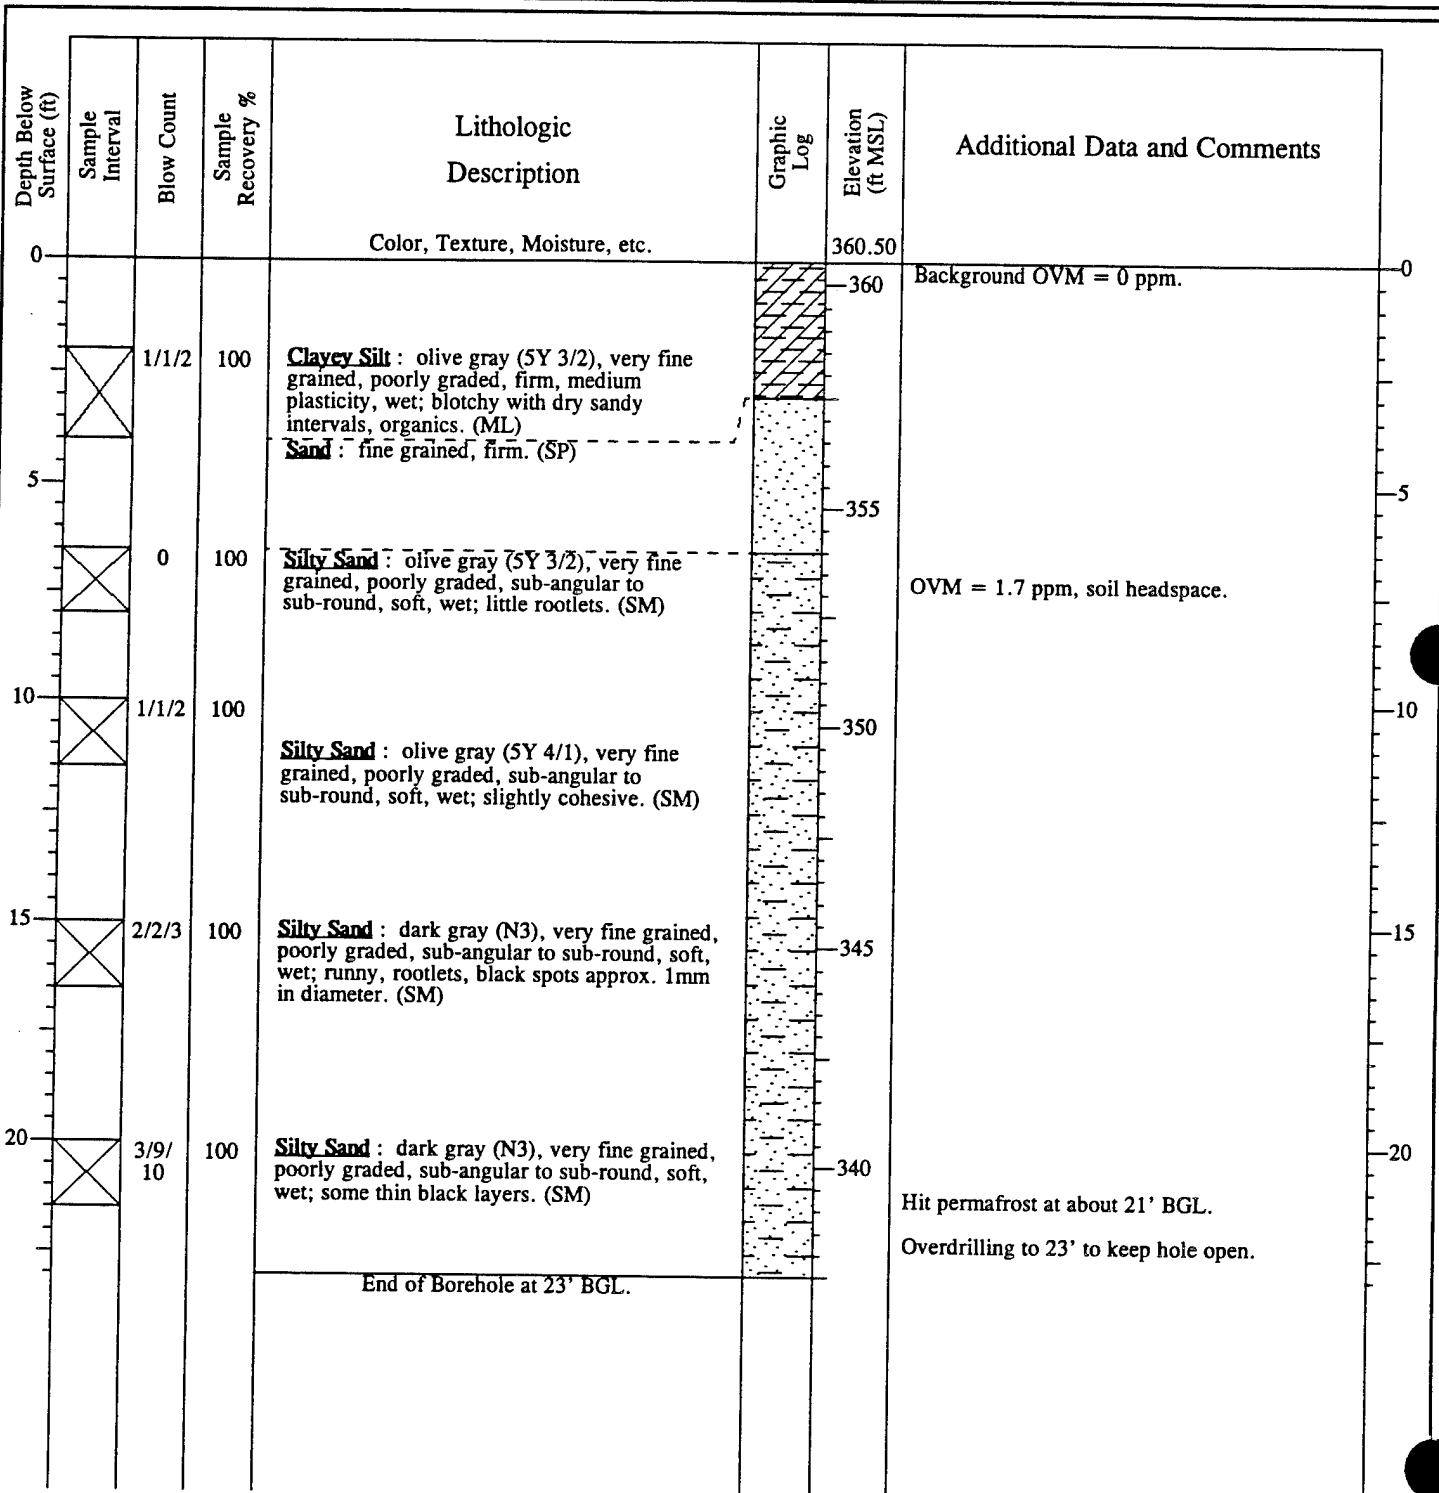 Depth Below
Surface (ft)
Sample
Interval
Blow Count
Sample
Recovery %
Lithologic
Description
Color, Texture, Moisture, etc.
Graphic
Log
Elevation
(ft MSL)
360.50
Additional Data and Comments
0
360
Background OVM = 0 ppm.
0
1/1/2
100
Clayey Silt : olive gray (5Y 3/2), very fine
grained, poorly graded, firm, medium
plasticity, wet; blotchy with dry sandy
intervals, organics. (ML)
Sand : fine grained, firm. (SP)
5
355
5
0
100
Silty Sand : olive gray (5Y 3/2), very fine
grained, poorly graded, sub-angular to
sub-round, soft, wet; little rootlets. (SM)
OVM = 1.7 ppm, soil headspace.
10
1/1/2
100
350
10
Silty Sand : olive gray (5Y 4/1), very fine
grained, poorly graded, sub-angular to
sub-round, soft, wet; slightly cohesive. (SM)
15
2/2/3
100
Silty Sand : dark gray (N3), very fine grained,
poorly graded, sub-angular to sub-round, soft,
wet; runny, rootlets, black spots approx. 1mm
in diameter. (SM)
345
15
20
3/9/
10
100
Silty Sand : dark gray (N3), very fine grained,
poorly graded, sub-angular to sub-round, soft,
wet; some thin black layers. (SM)
340
20
Hit permafrost at about 21' BGL.
Overdrilling to 23' to keep hole open.
End of Borehole at 23' BGL.